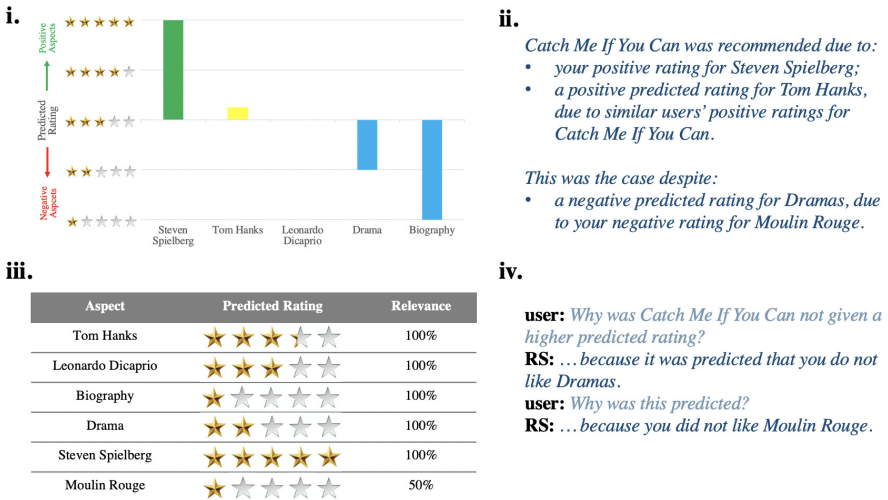 i.
Positive
Aspects
Predicted
Rating
Negative
Aspects
Steven
Spielberg
Tom Hanks
Leonardo
Dicaprio
Drama
Biography
ii.
Catch Me If You Can was recommended due to:
• your positive rating for Steven Spielberg;
• a positive predicted rating for Tom Hanks,
due to similar users' positive ratings for
Catch Me If You Can.
This was the case despite:
• a negative predicted rating for Dramas, due
to your negative rating for Moulin Rouge.
iii.
Aspect Predicted Rating Relevance
Tom Hanks 100%
Leonardo Dicaprio 100%
Biography 100%
Drama 100%
Steven Spielberg 100%
Moulin Rouge 50%
iv.
user: Why was Catch Me If You Can not given a
higher predicted rating?
RS: …because it was predicted that you do not
like Dramas.
user: Why was this predicted?
RS: …because you did not like Moulin Rouge.